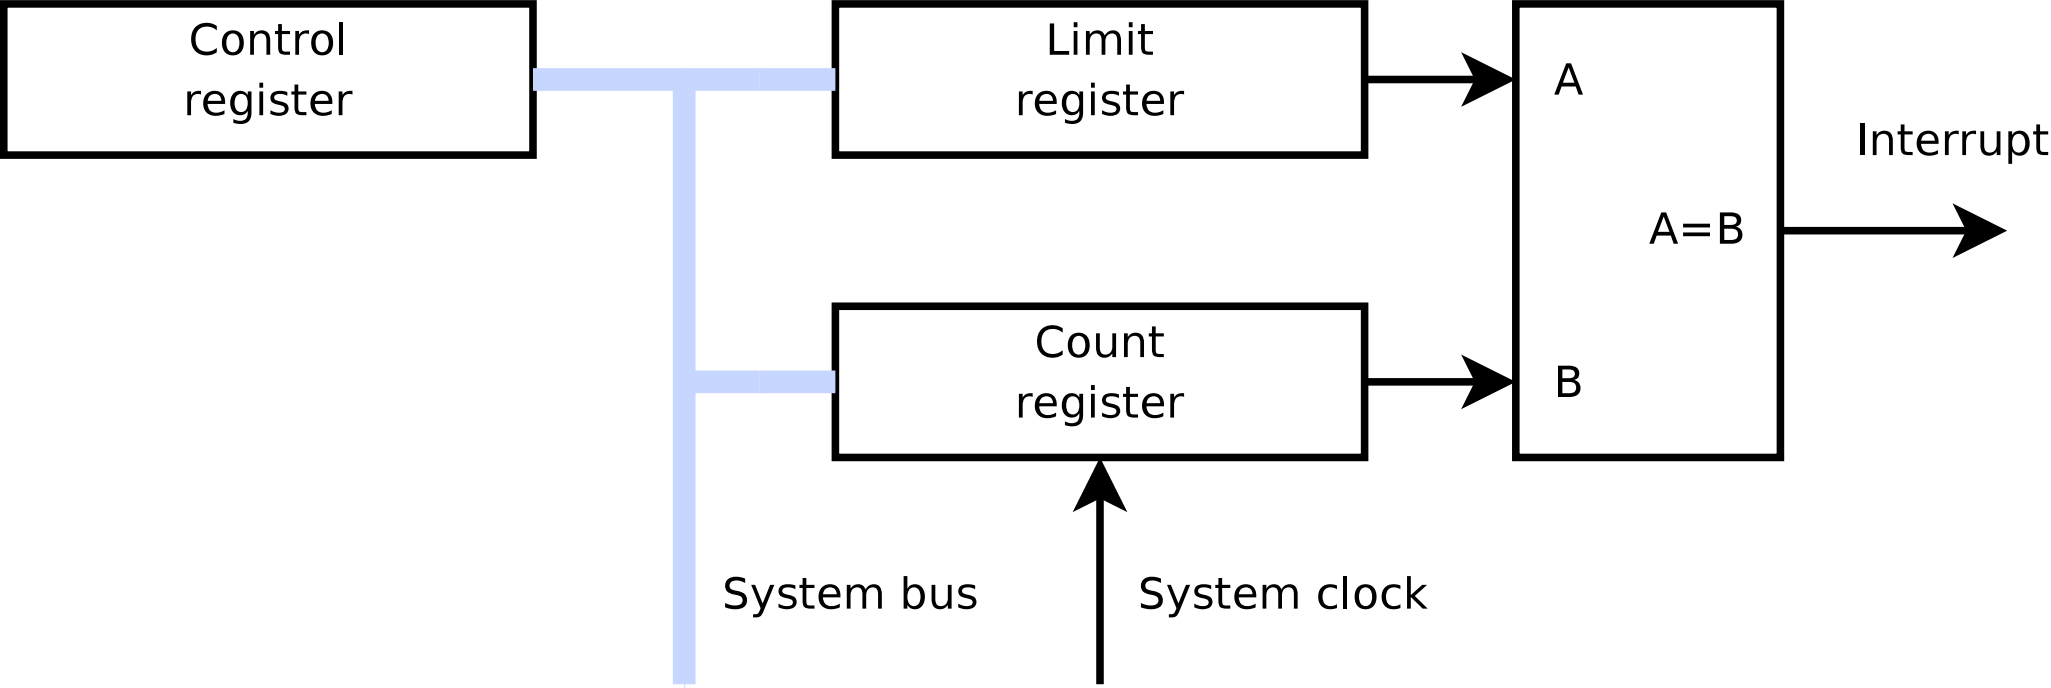 Control
register
Limit
register
A
Interrupt
A=B
Count
register
B
System bus
System clock